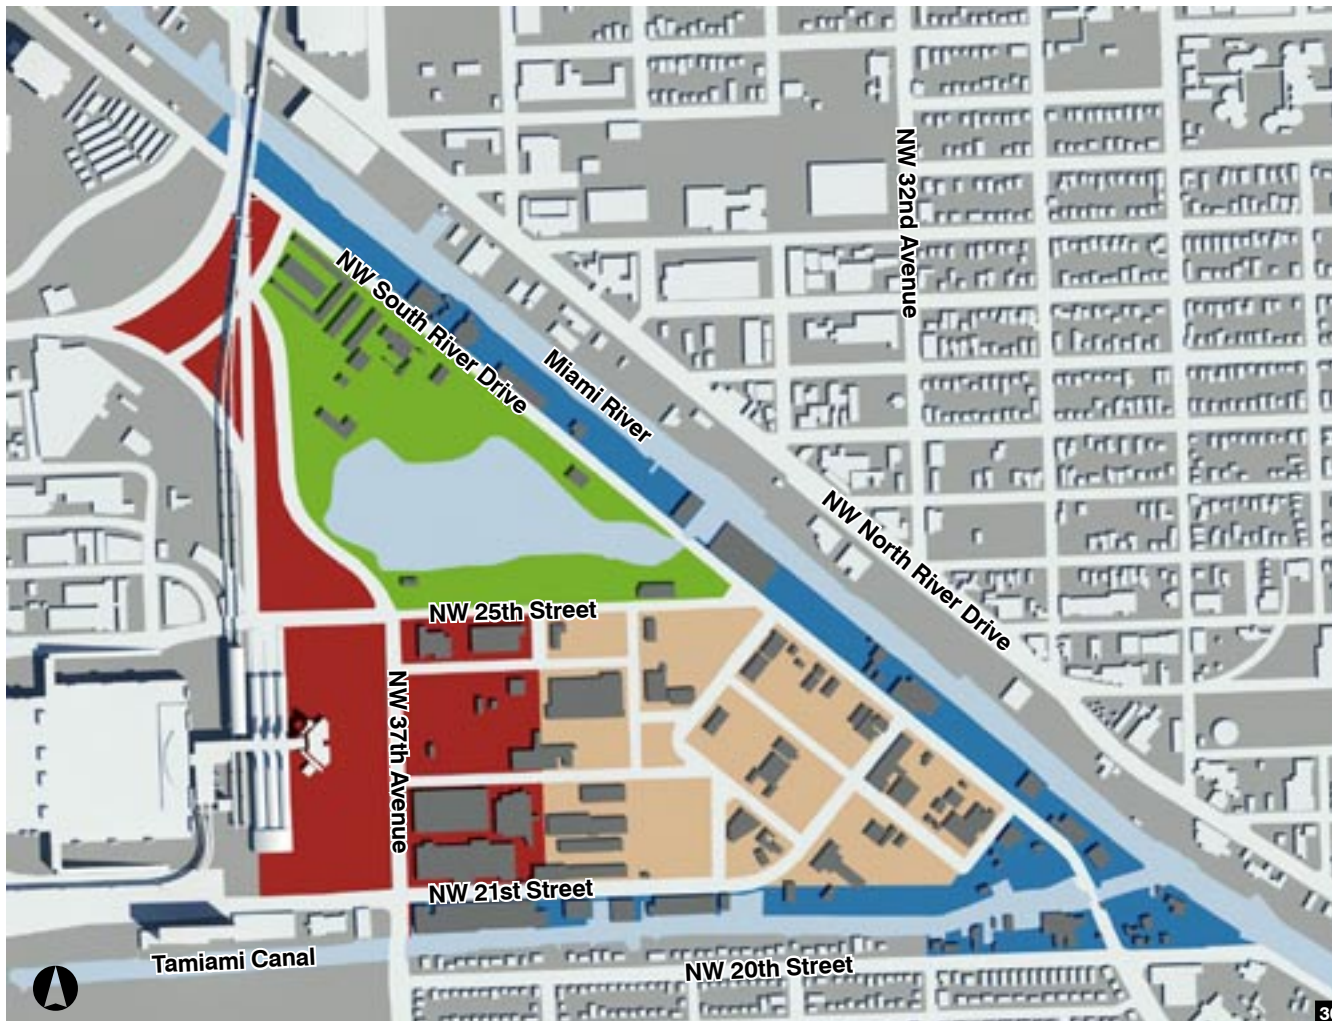 NW 32nd Avenue
NW South River Drive
Miami River
NW North River Drive
NW 25th Street
NW 37th Avenue
NW 21st Street
Tamiami Canal
NW 20th Street